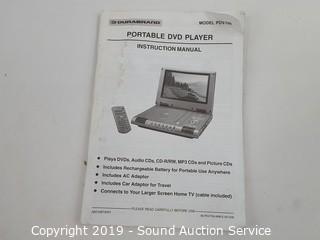 DURABRAND
MODEL PDV-705
PORTABLE DVD PLAYER
INSTRUCTION MANUAL
• Plays DVDs, Audio CDs, CD-R/RW, MP3 CDs and Picture CDs
• Includes Rechargeable Battery for Portable Use Anywhere
• Includes AC Adaptor
• Includes Car Adaptor for Travel
• Connects to Your Larger Screen Home TV (cable included)
PLEASE READ CAREFULLY BEFORE USE
Copyright 2019 - Sound Auction Service